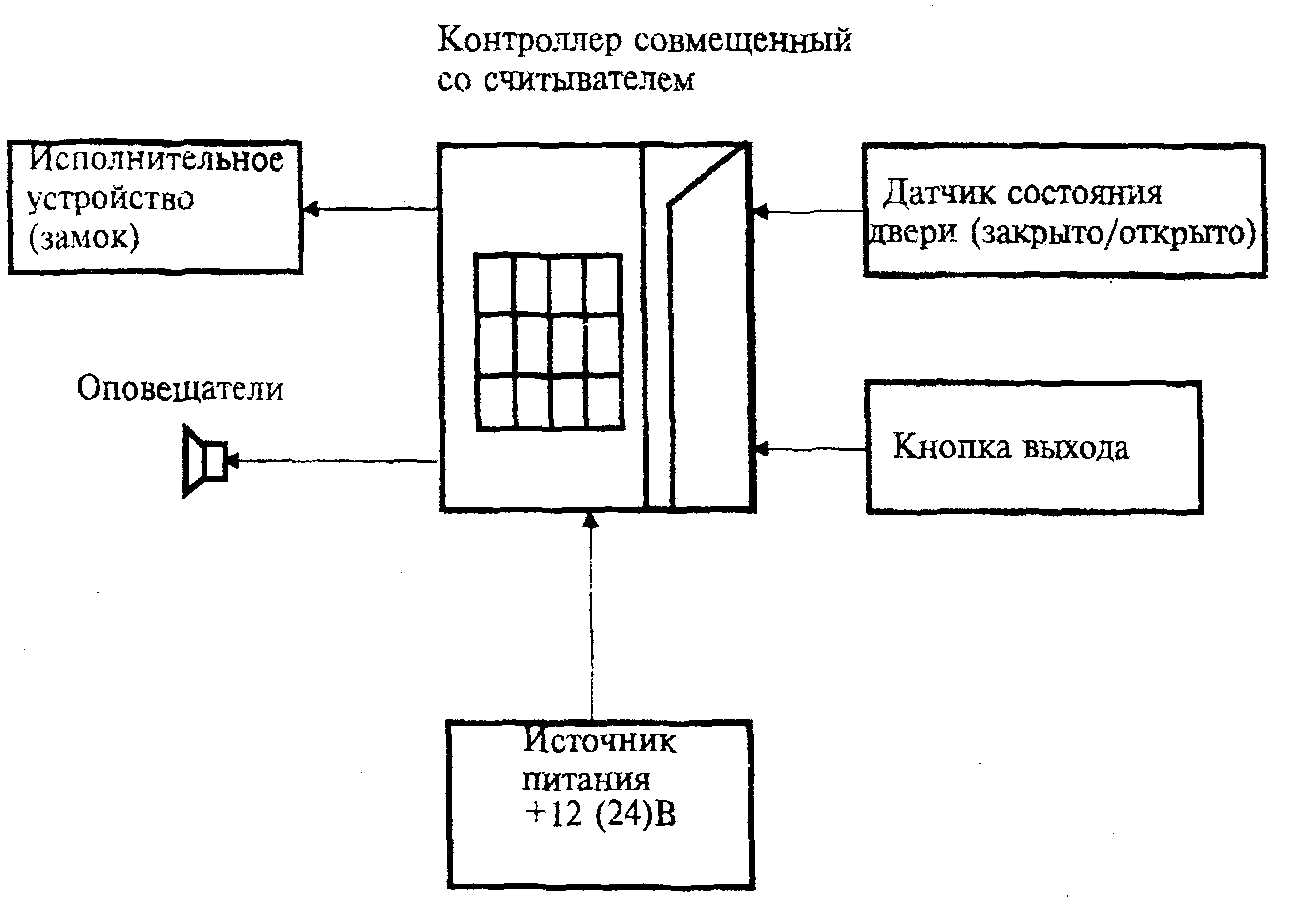 Контроллер совмещенный
со считывателем
Исполнительное
устройство
(замок)
Датчик состояния
двери (закрыто/открыто)
Оповещатели
Кнопка выхода
Источник
питания
+12 (24)В